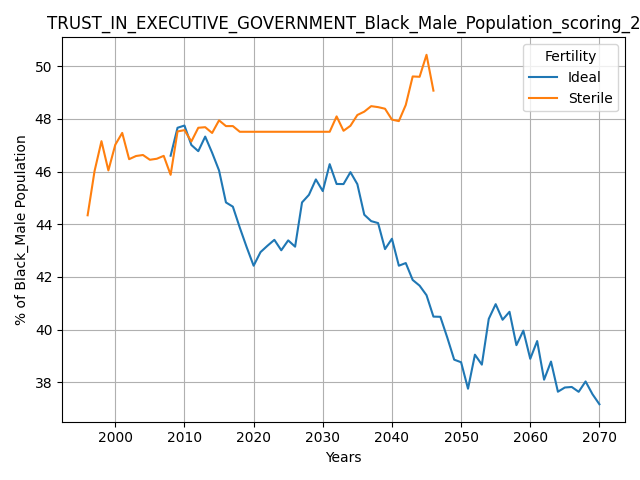 TRUST_IN_EXECUTIVE_GOVERNMENT_Black_Male_Population_scoring_2
Fertility
Ideal
Sterile
% of Black_Male Population
50
48
46
44
42
40
38
2000
2010
2020
2030
2040
2050
2060
2070
Years